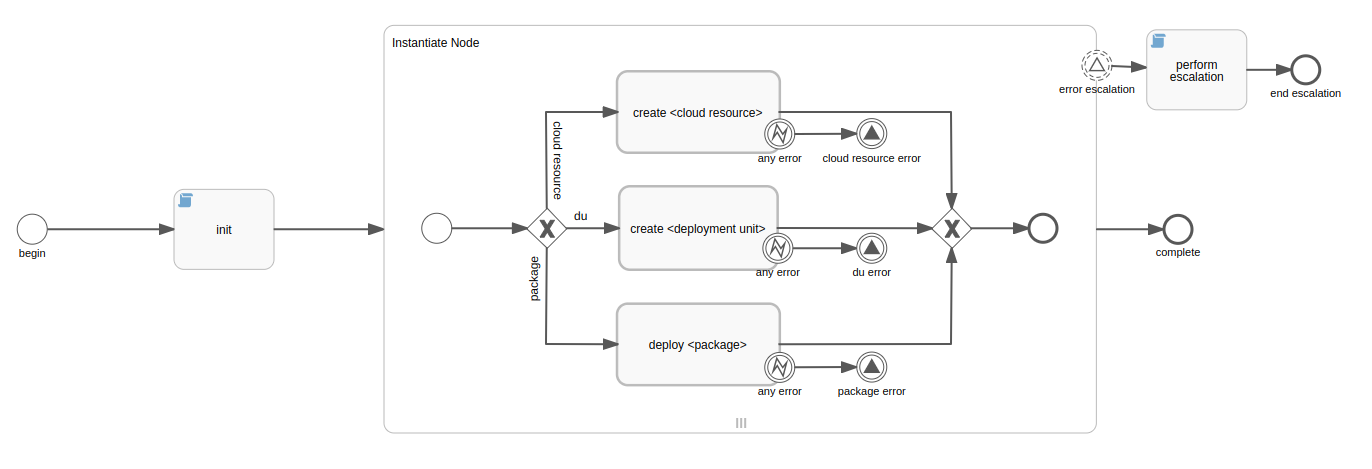 Instantiate Node
perform
escalation
error escalation
end escalation
create <cloud resource>
cloud resource
any error
cloud resource error
du
begin
init
create <deployment unit>
any error
du error
complete
package
deploy <package>
any error
package error